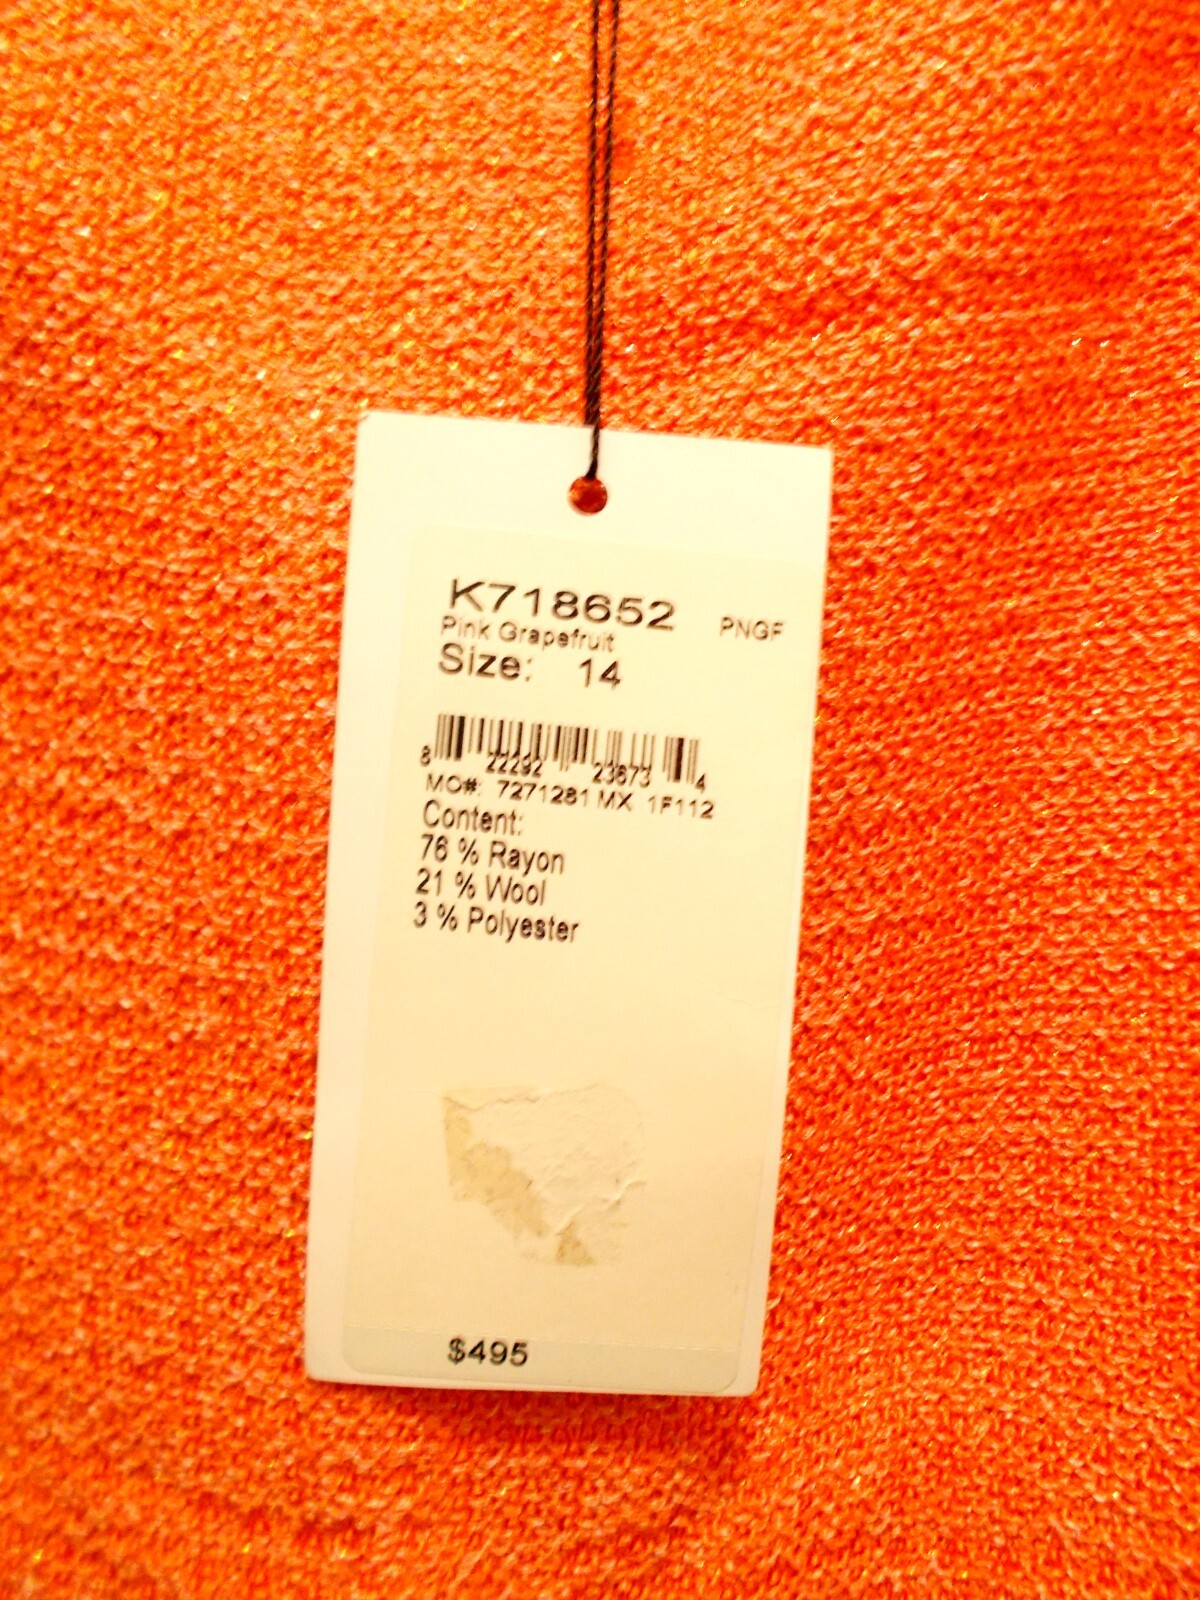 K718652 PNGF
Pink Grapefruit
Size: 14
8 22292 23673 4
MO#: 7271281 MX 1F112
Content:
76 % Rayon
21 % Wool
3 % Polyester
$495